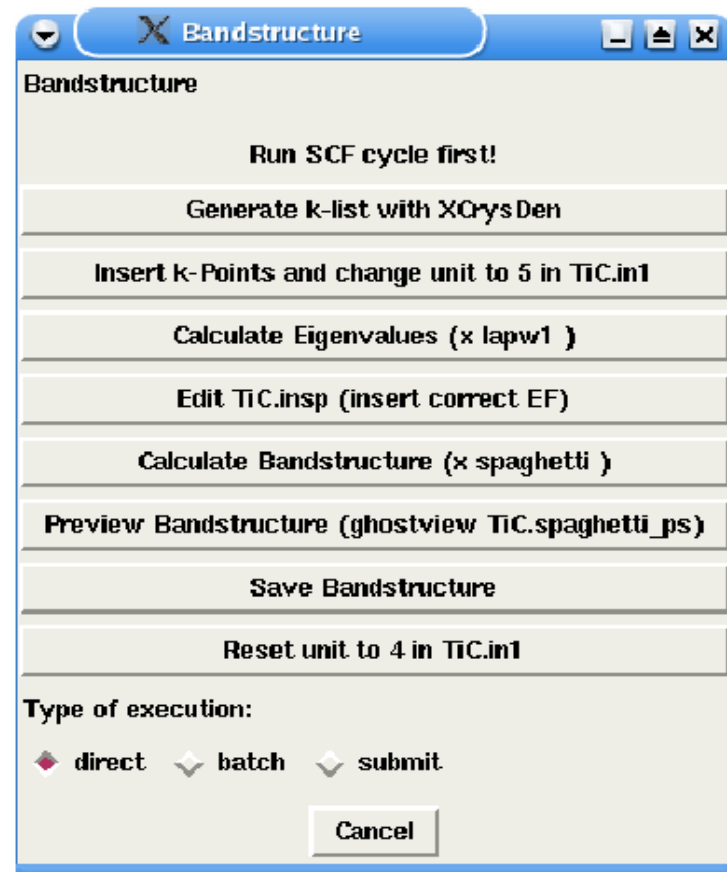 Bandstructure
Bandstructure
Run SCF cycle first!
Generate k-list with XCrysDen
Insert k-Points and change unit to 5 in TiC.in1
Calculate Eigenvalues (x lapw1 )
Edit TiC.insp (insert correct EF)
Calculate Bandstructure (x spaghetti )
Preview Bandstructure (ghostview TiC.spaghetti_ps)
Save Bandstructure
Reset unit to 4 in TiC.in1
Type of execution:
direct batch submit
Cancel